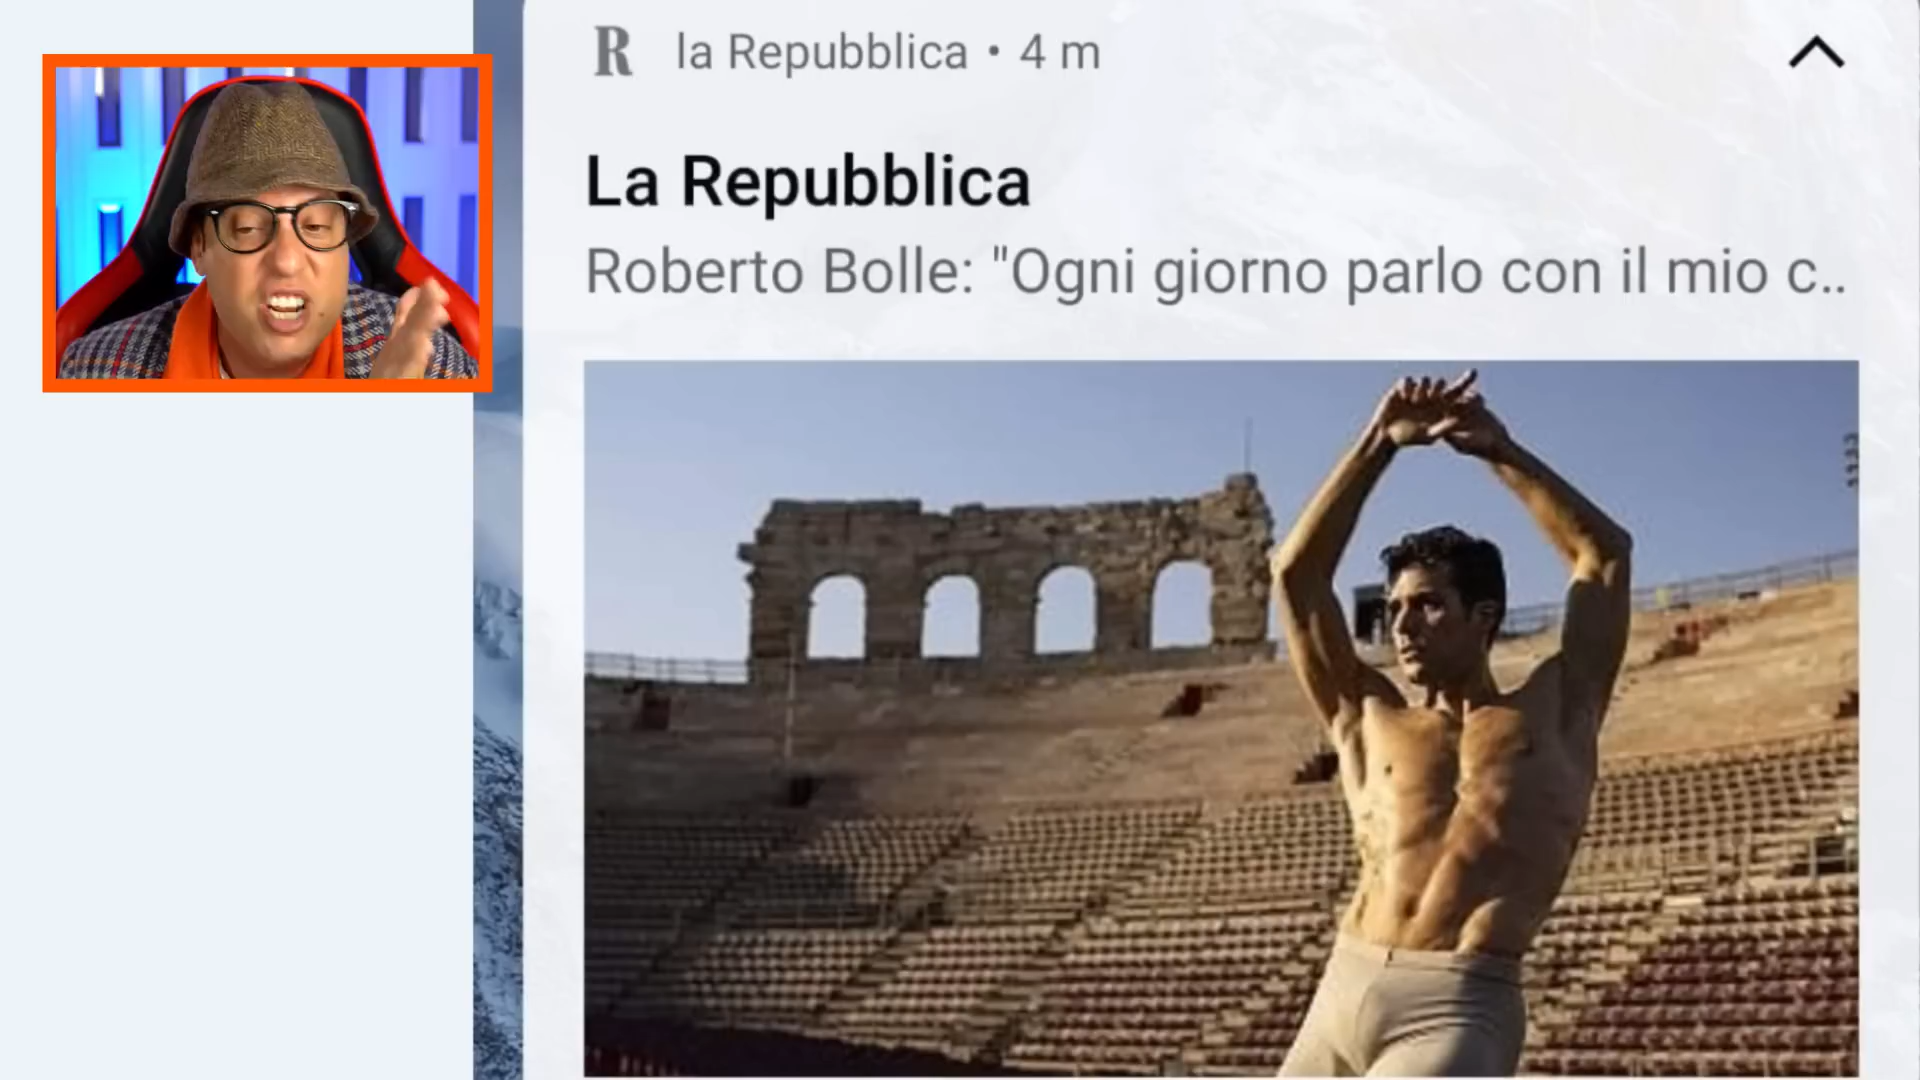 R la Repubblica • 4 m
La Repubblica
Roberto Bolle: "Ogni giorno parlo con il mio c..